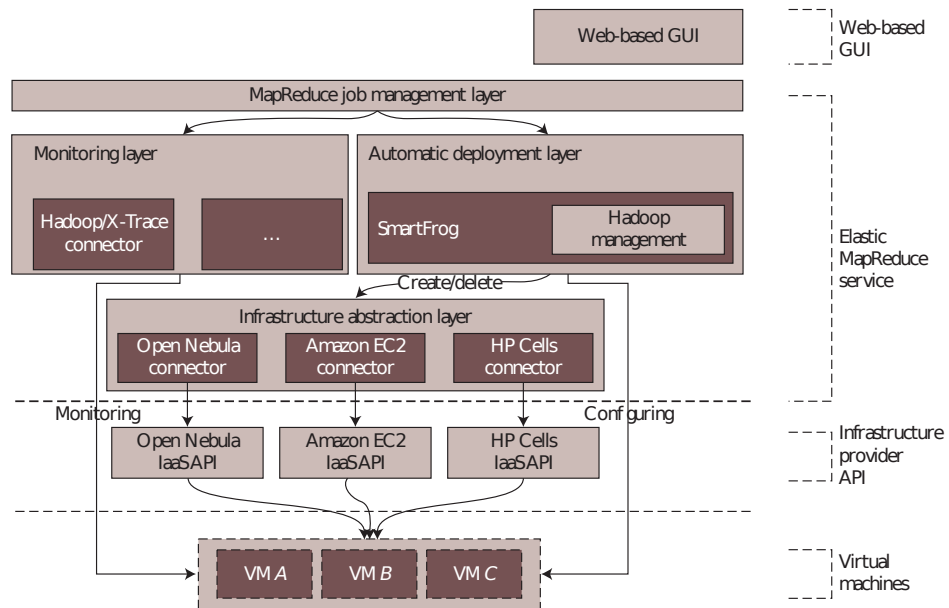 Web-based GUI
Web-based
GUI
MapReduce job management layer
Monitoring layer
Hadoop/X-Trace
connector
...
Automatic deployment layer
SmartFrog
Hadoop
management
Elastic
MapReduce
service
Create/delete
Infrastructure abstraction layer
Open Nebula
connector
Amazon EC2
connector
HP Cells
connector
Monitoring
Configuring
Open Nebula
IaaSAPI
Amazon EC2
IaaSAPI
HP Cells
IaaSAPI
Infrastructure
provider
API
VM A
VM B
VM C
Virtual
machines